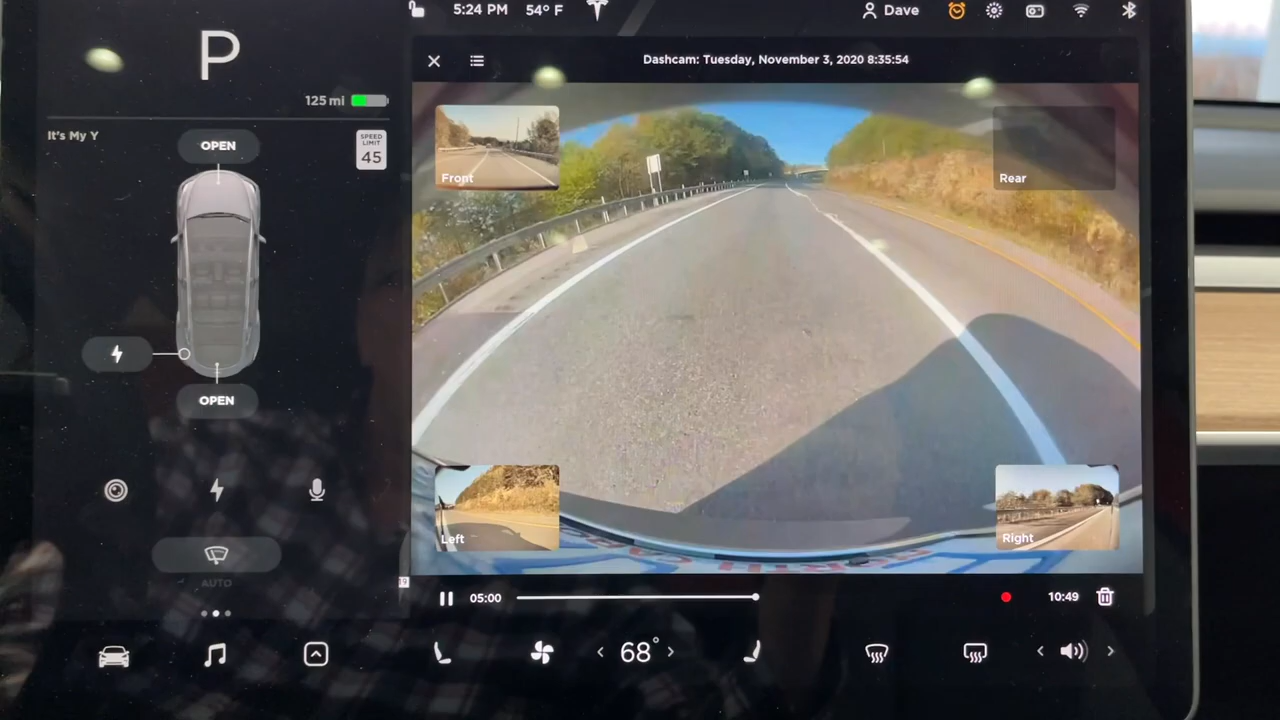 5:24 PM 54° F
Dave
P
125 mi
It's My Y
SPEED
LIMIT
45
OPEN
OPEN
AUTO
Dashcam: Tuesday, November 3, 2020 8:35:54
Front
Rear
Left
Right
05:00
10:49
68°